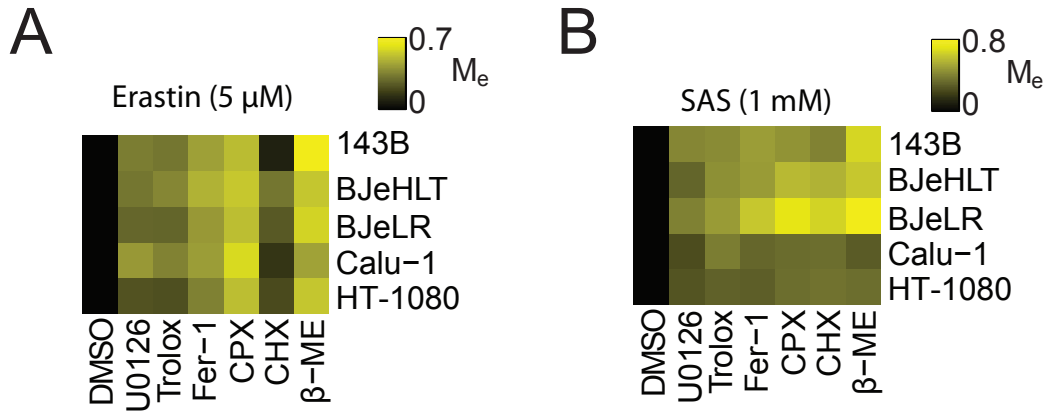 A
0.7
Me
0
Erastin (5 µM)
143B
BJeHLT
BJeLR
Calu−1
HT-1080
DMSO
U0126
Trolox
Fer−1
CPX
CHX
β−ME
B
0.8
Me
0
SAS (1 mM)
143B
BJeHLT
BJeLR
Calu−1
HT-1080
DMSO
U0126
Trolox
Fer−1
CPX
CHX
β−ME